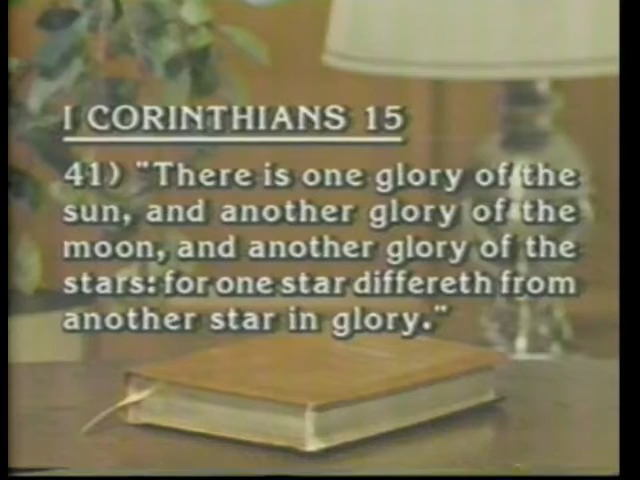 I CORINTHIANS 15
41) "There is one glory of the
sun, and another glory of the
moon, and another glory of the
stars: for one star differeth from
another star in glory."